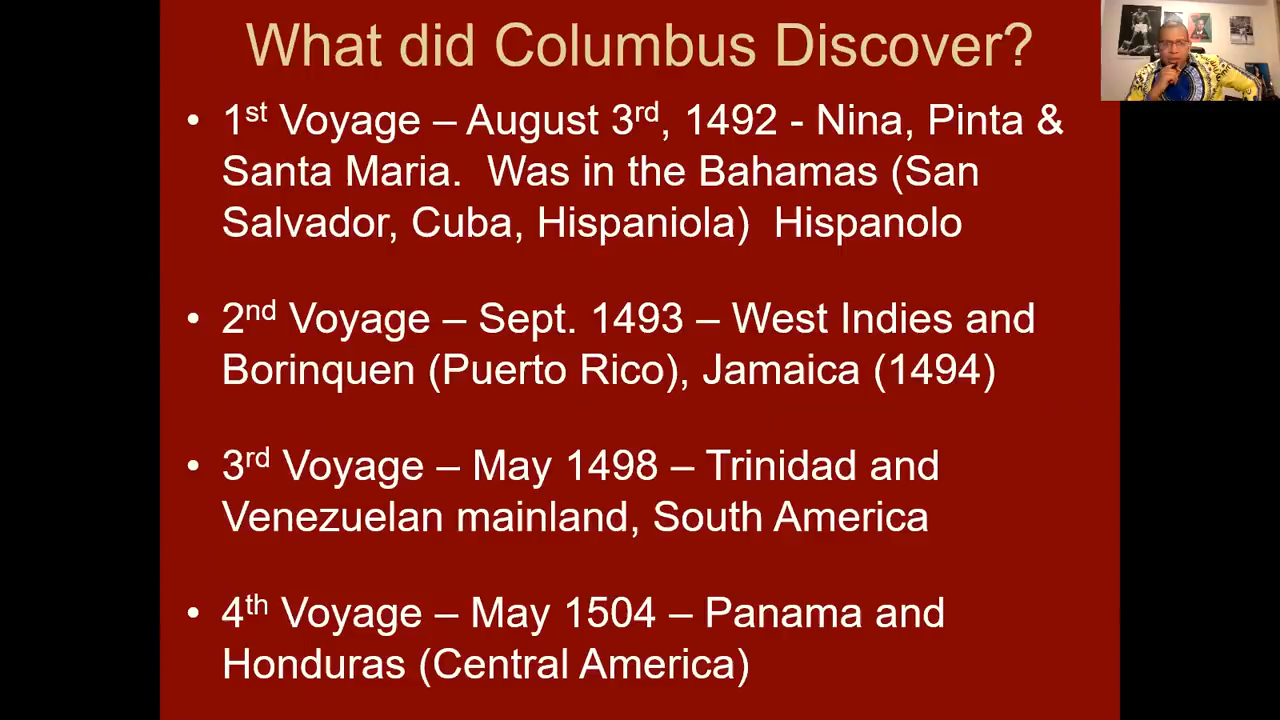 What did Columbus Discover?
• 1st Voyage – August 3rd, 1492 - Nina, Pinta &
Santa Maria.  Was in the Bahamas (San
Salvador, Cuba, Hispaniola)  Hispanolo
• 2nd Voyage – Sept. 1493 – West Indies and
Borinquen (Puerto Rico), Jamaica (1494)
• 3rd Voyage – May 1498 – Trinidad and
Venezuelan mainland, South America
• 4th Voyage – May 1504 – Panama and
Honduras (Central America)